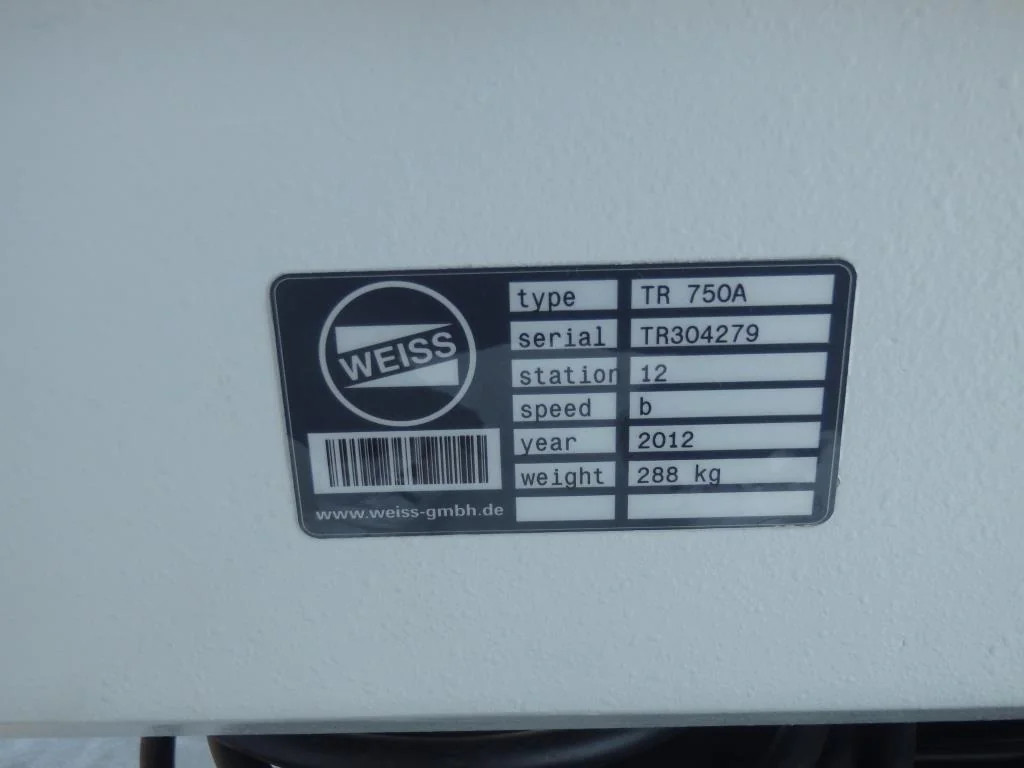 WEISS
www.weiss-gmbh.de
type TR 750A
serial TR304279
station 12
speed b
year 2012
weight 288 kg